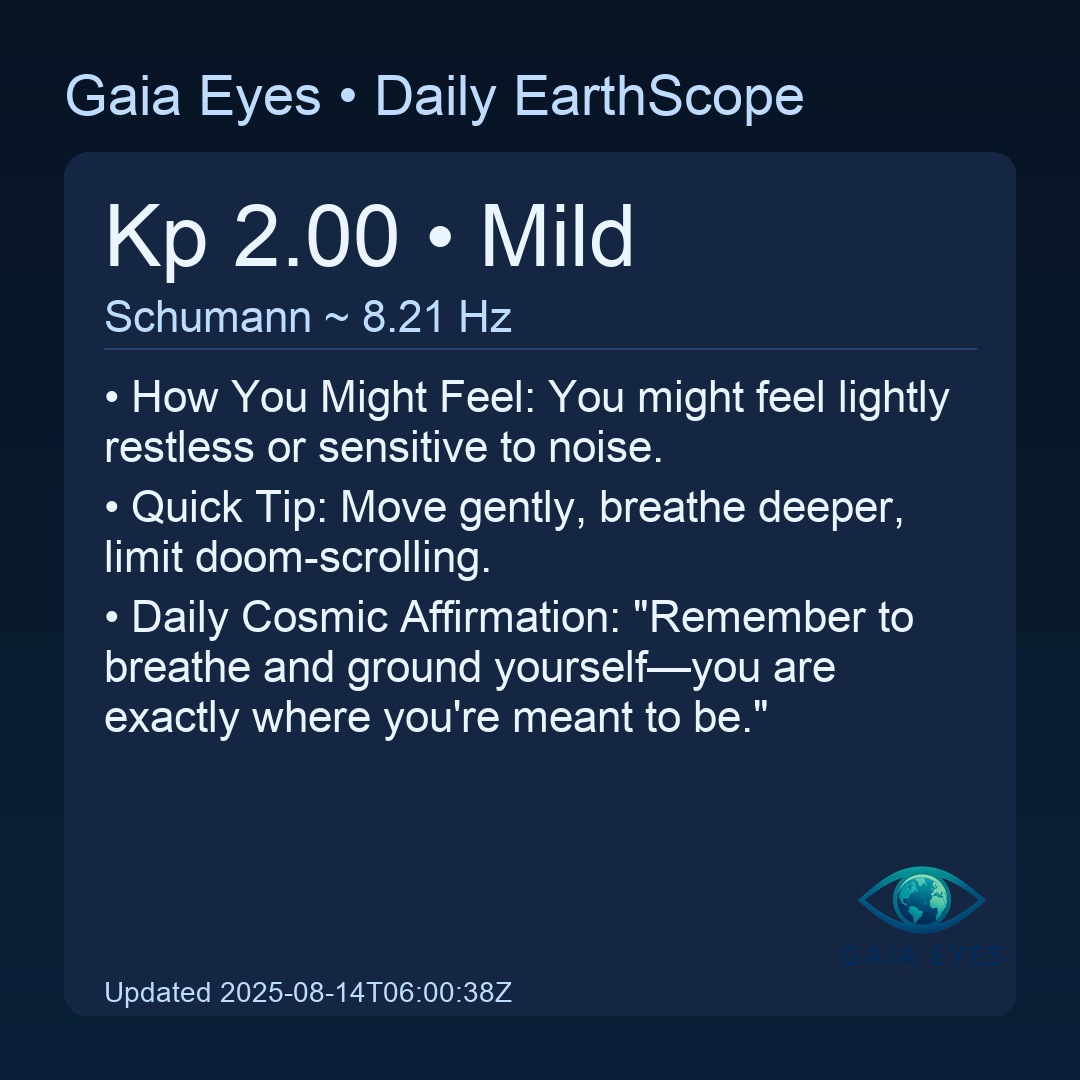 Gaia Eyes • Daily EarthScope
Kp 2.00 • Mild
Schumann ~ 8.21 Hz
• How You Might Feel: You might feel lightly
restless or sensitive to noise.
• Quick Tip: Move gently, breathe deeper,
limit doom-scrolling.
• Daily Cosmic Affirmation: "Remember to
breathe and ground yourself—you are
exactly where you're meant to be."
GAIA EYES
Updated 2025-08-14T06:00:38Z